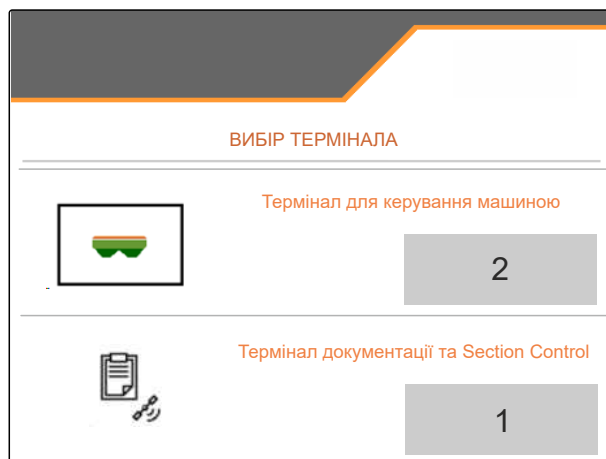 ВИБІР ТЕРМІНАЛА
Термінал для керування машиною
2
Термінал документації та Section Control
1